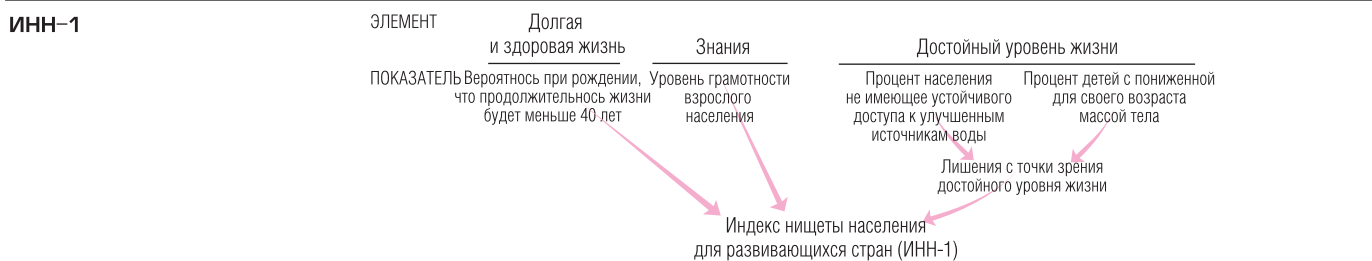 ИНН–1
ЭЛЕМЕНТ
Долгая
и здоровая жизнь
Знания
Достойный уровень жизни
ПОКАЗАТЕЛЬ
Вероятнось при рождении,
что продолжительнось жизни
будет меньше 40 лет
Уровень грамотности
взрослого
населения
Процент населения
не имеющее устойчивого
доступа к улучшенным
источникам воды
Процент детей с пониженной
для своего возраста
массой тела
Лишения с точки зрения
достойного уровня жизни
Индекс нищеты населения
для развивающихся стран (ИНН-1)